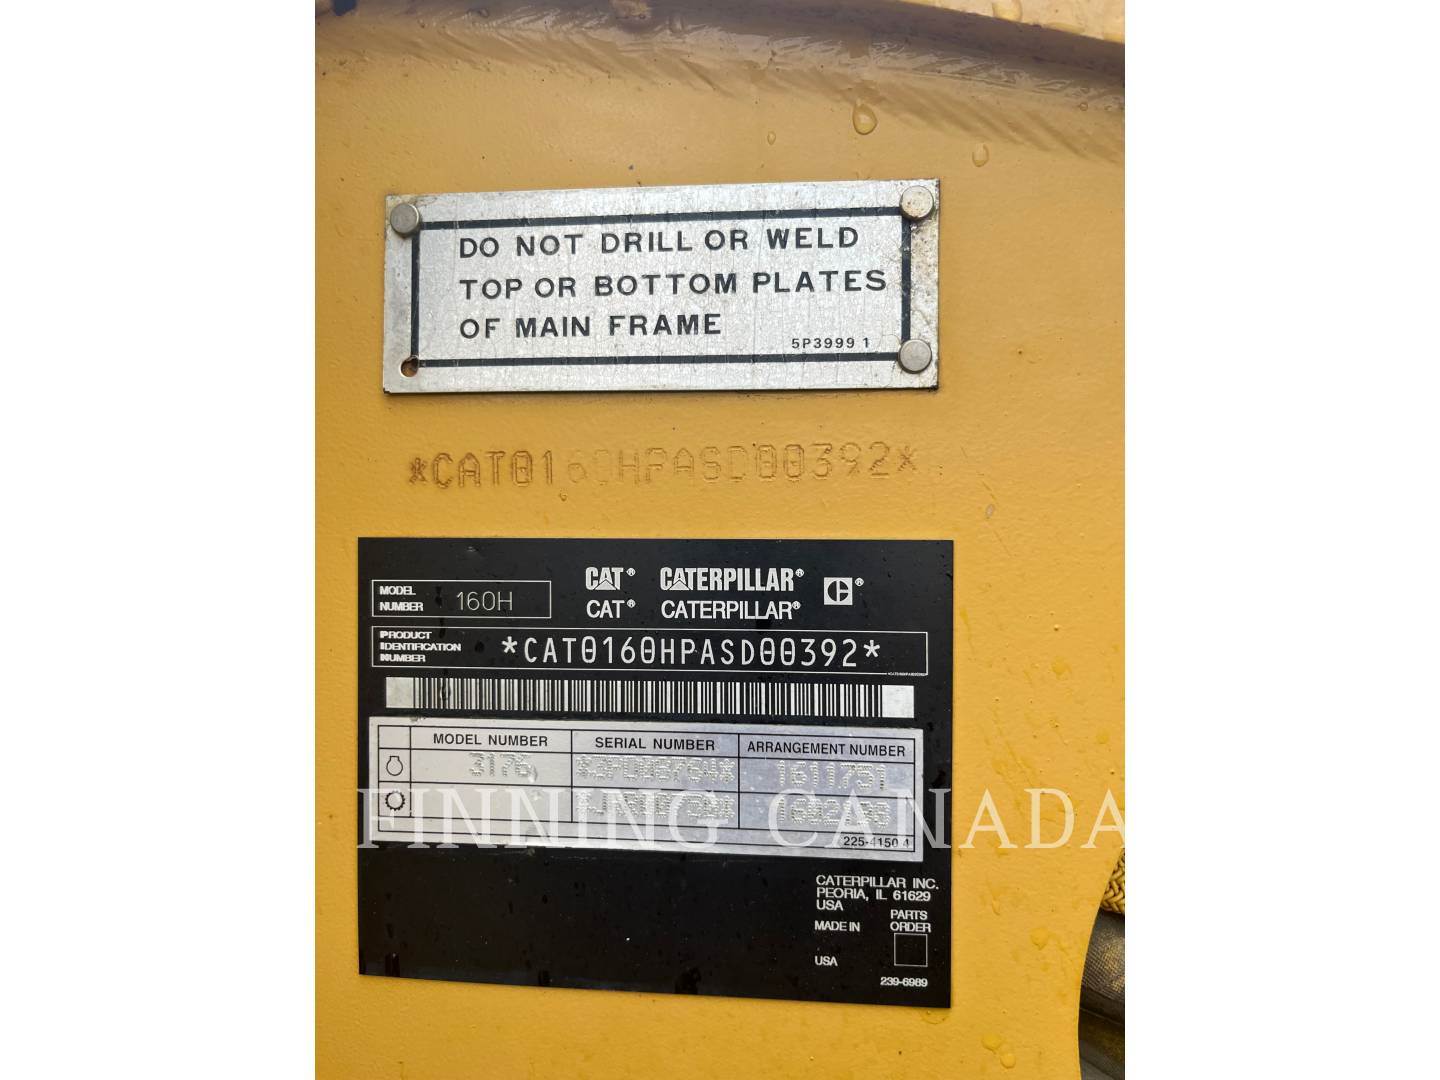 DO NOT DRILL OR WELD
TOP OR BOTTOM PLATES
OF MAIN FRAME
5P3999 1
*CAT0160HPASD00392*
MODEL NUMBER 160H
CAT® CATERPILLAR® ®
CAT® CATERPILLAR®
PRODUCT IDENTIFICATION NUMBER *CAT0160HPASD00392*
MODEL NUMBER SERIAL NUMBER ARRANGEMENT NUMBER
3176 1611751
FINNING CANADA
225-4150 4
CATERPILLAR INC.
PEORIA, IL 61629
USA
PARTS ORDER
MADE IN
USA
239-6989